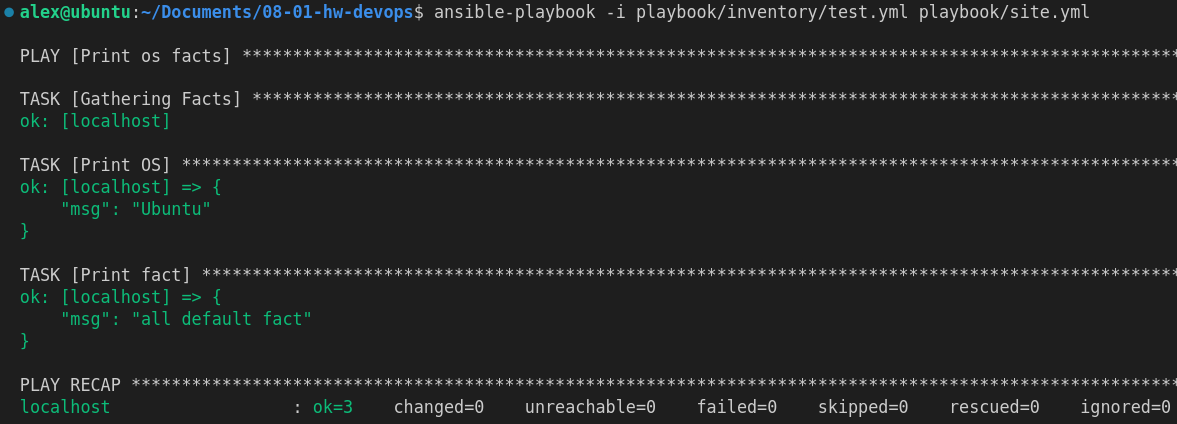 alex@ubuntu:~/Documents/08-01-hw-devops$ ansible-playbook -i playbook/inventory/test.yml playbook/site.yml
PLAY [Print os facts] *********************************************************************************************
TASK [Gathering Facts] ********************************************************************************************
ok: [localhost]
TASK [Print OS] ***************************************************************************************************
ok: [localhost] => {
    "msg": "Ubuntu"
}
TASK [Print fact] *************************************************************************************************
ok: [localhost] => {
    "msg": "all default fact"
}
PLAY RECAP ********************************************************************************************************
localhost                  : ok=3    changed=0    unreachable=0    failed=0    skipped=0    rescued=0    ignored=0